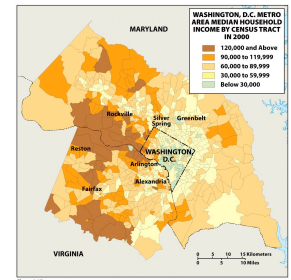 MARYLAND
WASHINGTON, D.C. METRO
AREA MEDIAN HOUSEHOLD
INCOME BY CENSUS TRACT
IN 2000
120,000 and Above
90,000 to 119,999
60,000 to 89,999
30,000 to 59,999
Below 30,000
Rockville
Silver
Spring
Greenbelt
Reston
WASHINGTON
D.C.
Arlington
Alexandria
Fairfax
VIRGINIA
0 5 10 15 Kilometers
0 5 10 Miles